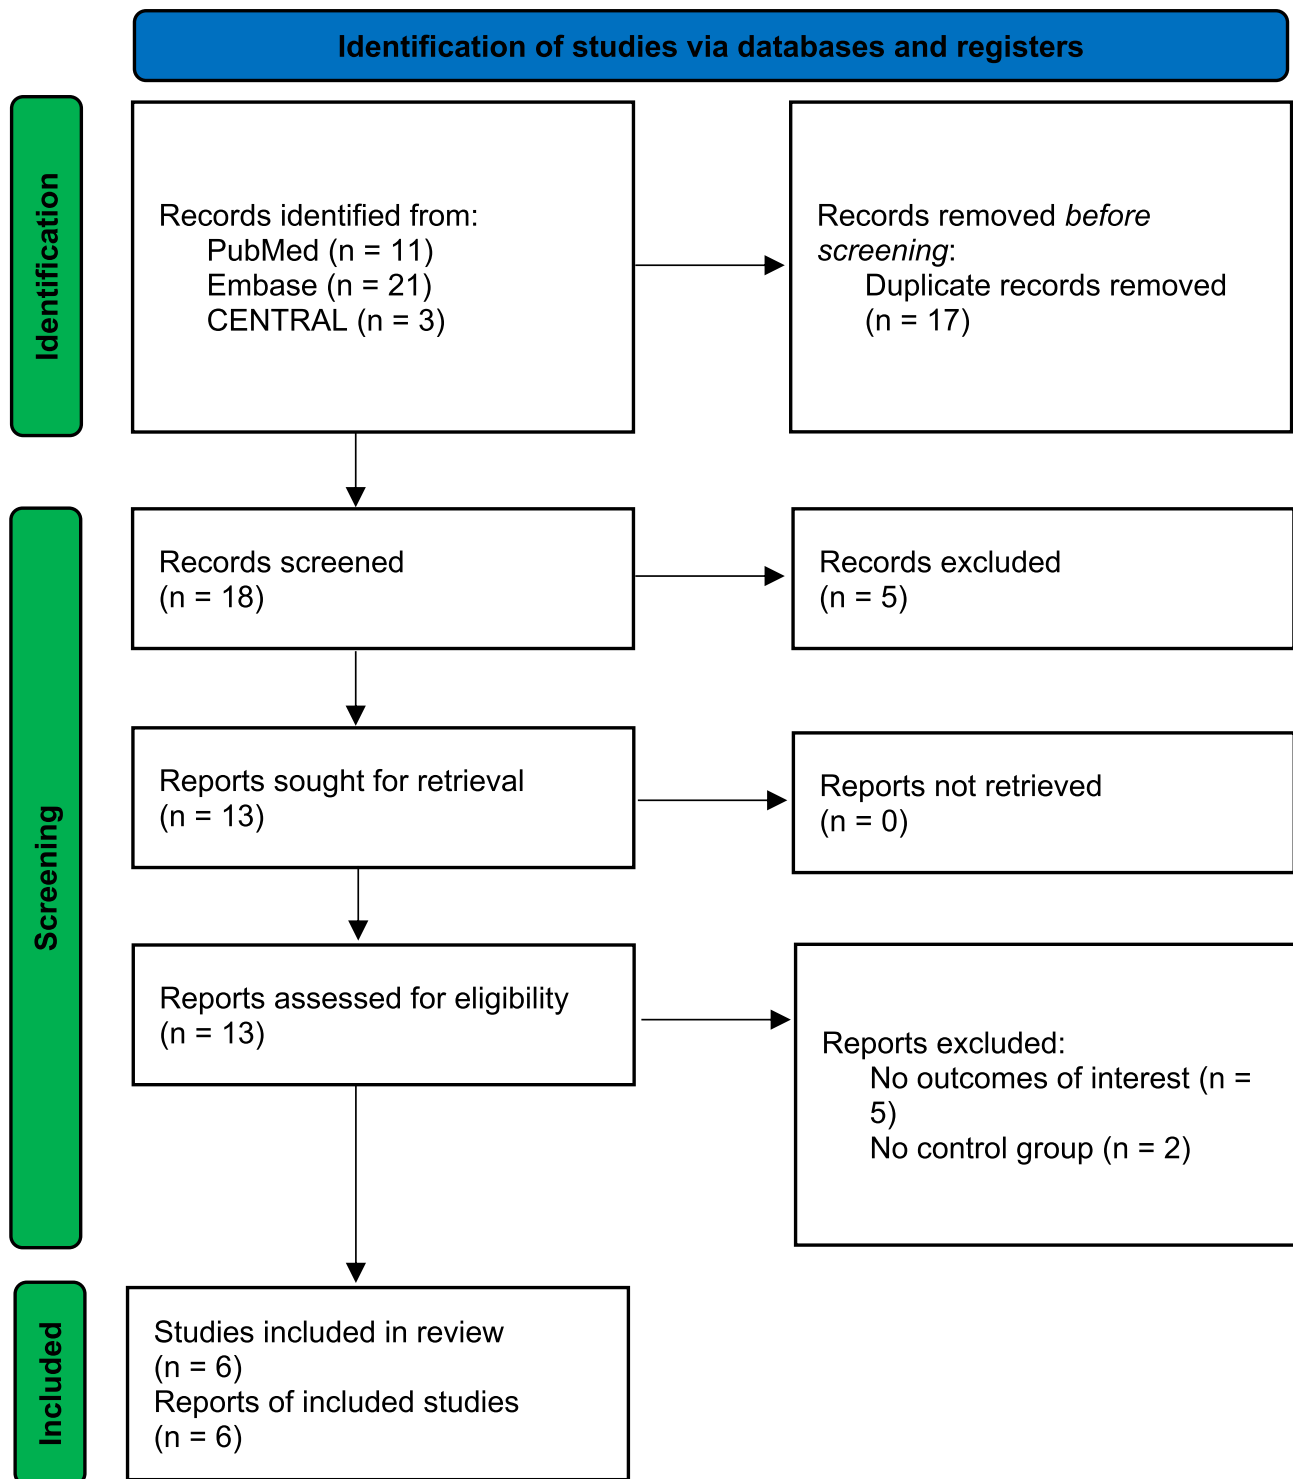 Identification of studies via databases and registers
Identification
Records identified from:
PubMed (n = 11)
Embase (n = 21)
CENTRAL (n = 3)
Records removed before
screening:
Duplicate records removed
(n = 17)
Screening
Records screened
(n = 18)
Records excluded
(n = 5)
Reports sought for retrieval
(n = 13)
Reports not retrieved
(n = 0)
Reports assessed for eligibility
(n = 13)
Reports excluded:
No outcomes of interest (n =
5)
No control group (n = 2)
Included
Studies included in review
(n = 6)
Reports of included studies
(n = 6)